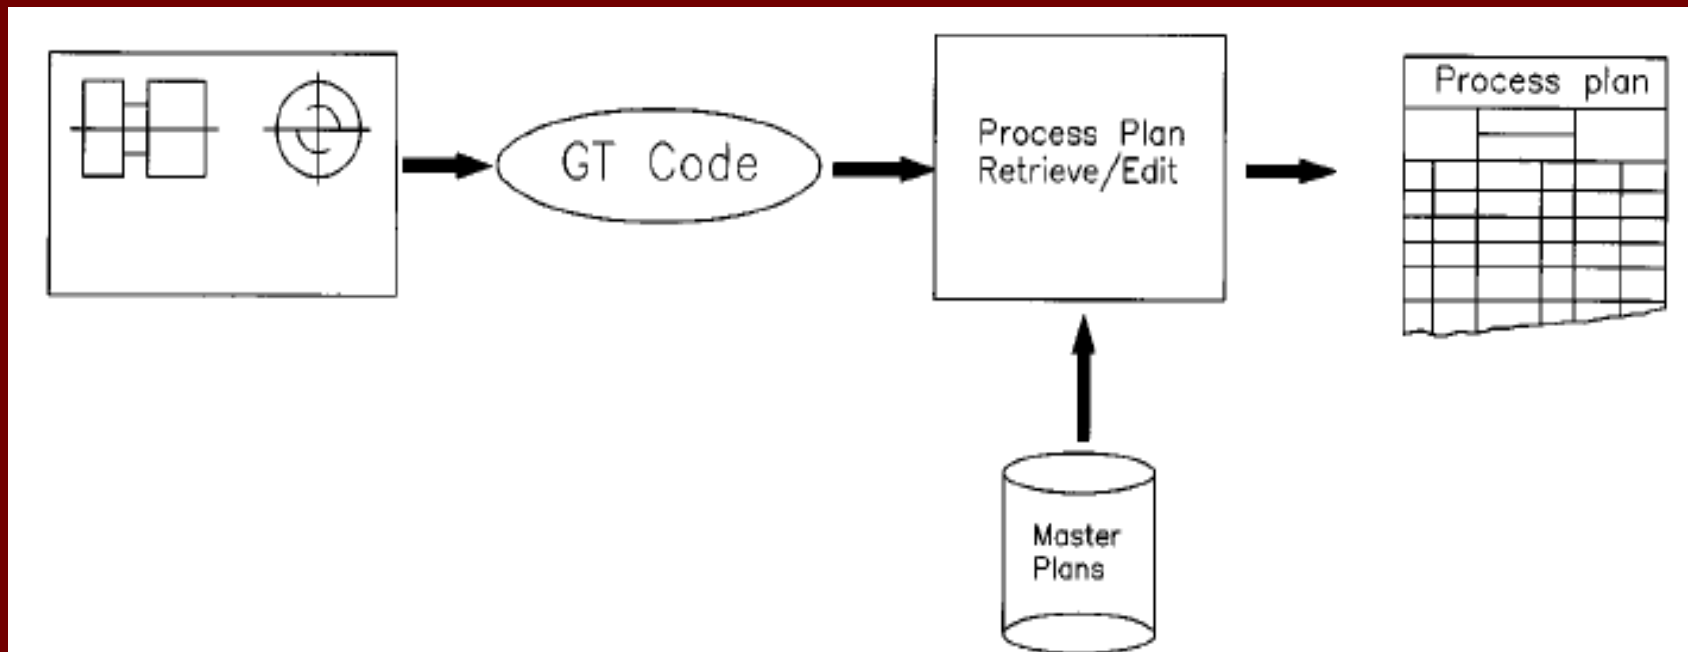 GT Code
Process Plan
Retrieve/Edit
Process plan
Master
Plans